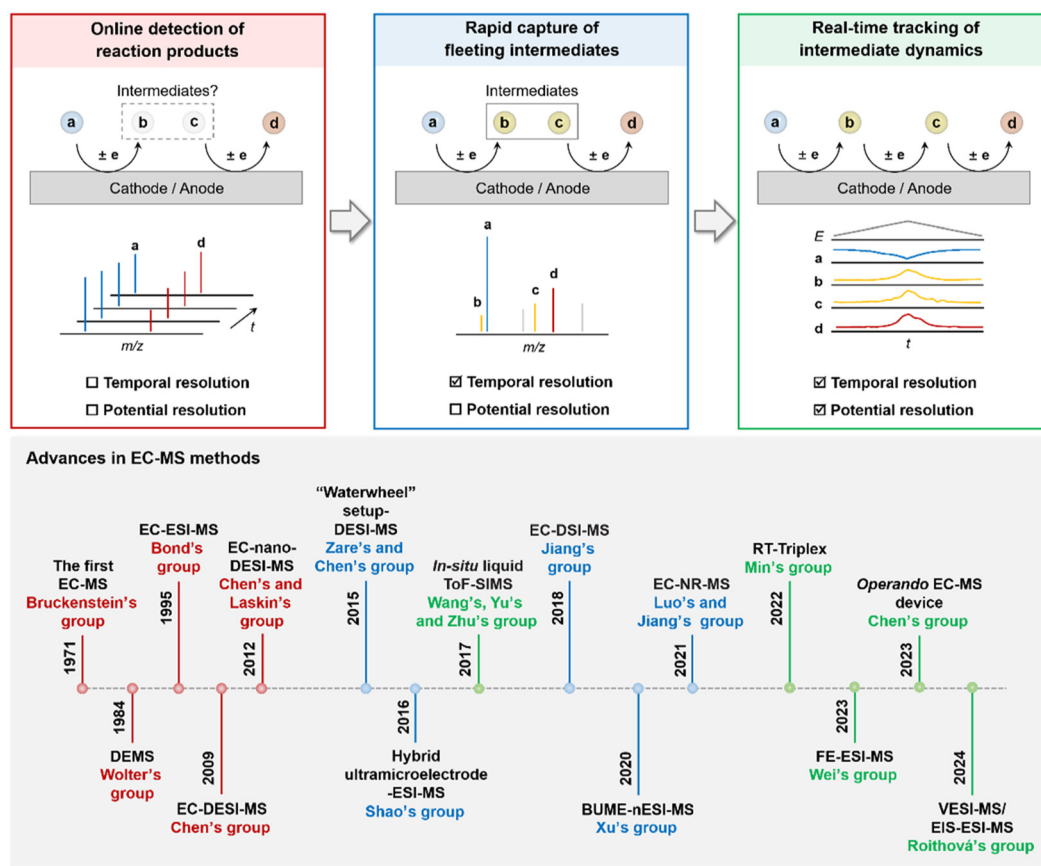 Online detection of
reaction products
Intermediates?
a
b
c
d
± e
± e
Cathode / Anode
a
d
t
m/z
☐ Temporal resolution
☐ Potential resolution
Rapid capture of
fleeting intermediates
Intermediates
a
b
c
d
± e
± e
Cathode / Anode
a
b
c
d
m/z
☑ Temporal resolution
☐ Potential resolution
Real-time tracking of
intermediate dynamics
a
b
c
d
± e
± e
± e
Cathode / Anode
E
a
b
c
d
t
☑ Temporal resolution
☑ Potential resolution
Advances in EC-MS methods
The first
EC-MS
Bruckenstein's
group
1971
1984
DEMS
Wolter's
group
EC-ESI-MS
Bond's
group
1995
2009
EC-DESI-MS
Chen's group
EC-nano-
DESI-MS
Chen's and
Laskin's
group
2012
“Waterwheel”
setup-
DESI-MS
Zare's and
Chen's group
2015
2016
Hybrid
ultramicroelectrode
-ESI-MS
Shao's group
In-situ liquid
ToF-SIMS
Wang's, Yu's
and Zhu's group
2017
EC-DSI-MS
Jiang's
group
2018
2020
BUME-nESI-MS
Xu's group
EC-NR-MS
Luo's and
Jiang's group
2021
RT-Triplex
Min's group
2022
2023
FE-ESI-MS
Wei's group
Operando EC-MS
device
Chen's group
2023
2024
VESI-MS/
EIS-ESI-MS
Roithová's group